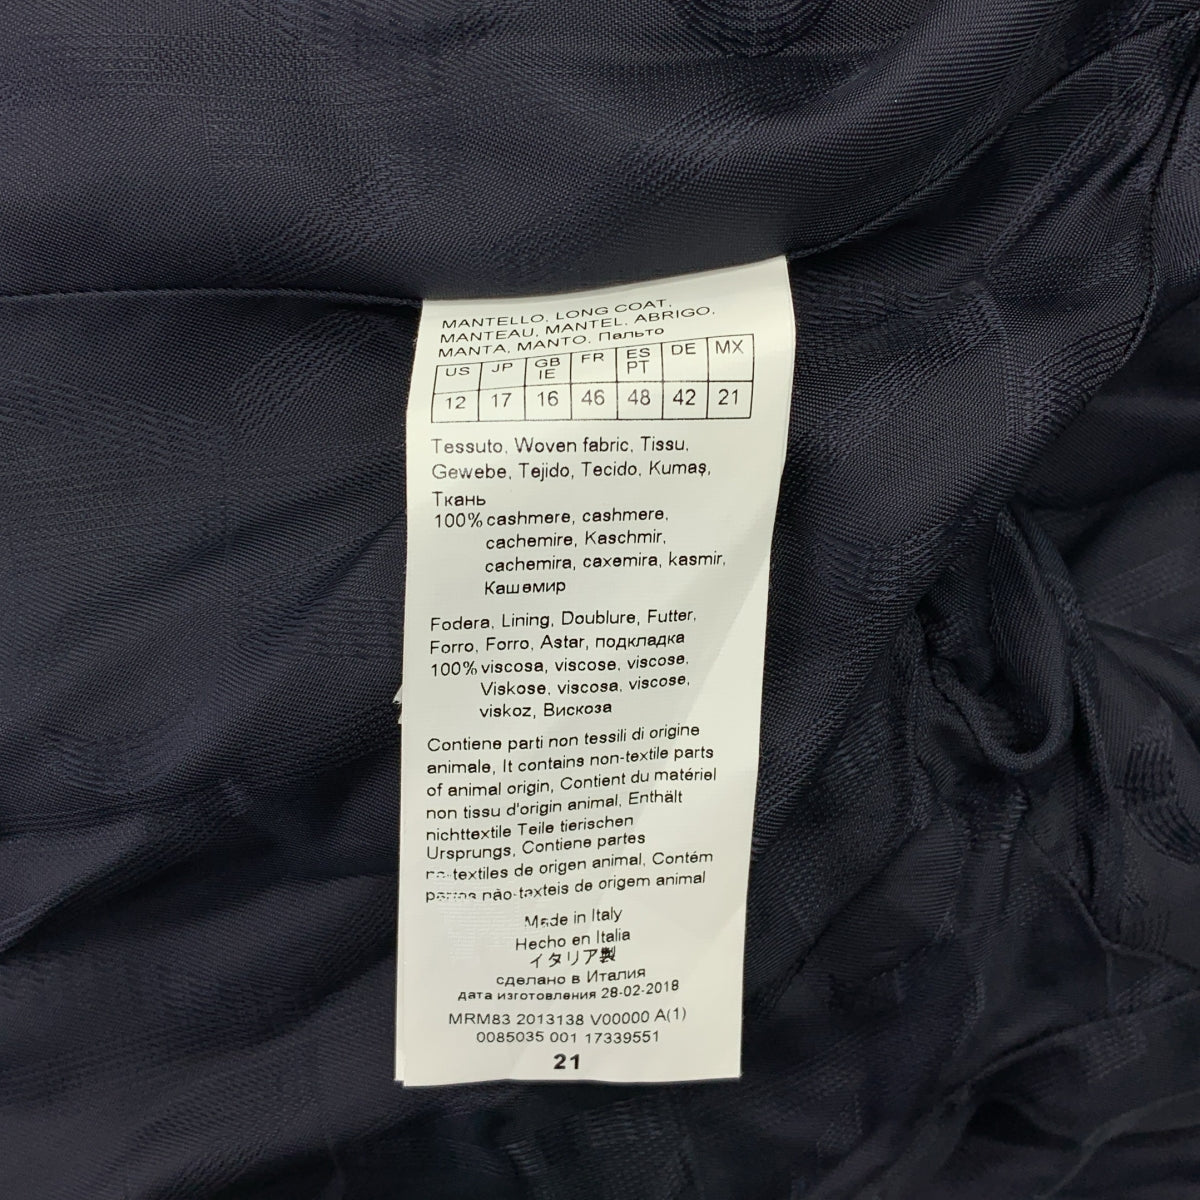 MANTELLO, LONG COAT,
MANTEAU, MANTEL, ABRIGO,
MANTA, MANTO, Пальто
US JP GB IE FR ES PT DE MX
12 17 16 46 48 42 21
Tessuto, Woven fabric, Tissu,
Gewebe, Tejido, Tecido, Kumaş,
Ткань
100% cashmere, cashmere,
cachemire, Kaschmir,
cachemira, caxemira, kasmir,
Кашемир
Fodera, Lining, Doublure, Futter,
Forro, Forro, Astar, подкладка
100% viscosa, viscose, viscose,
Viskose, viscosa, viscose,
viskoz, Вискоза
Contiene parti non tessili di origine
animale, It contains non-textile parts
of animal origin, Contient du matériel
non tissu d'origin animal, Enthält
nichttextile Teile tierischen
Ursprungs, Contiene partes
textiles de origen animal, Contém
não-texteis de origem animal
Made in Italy
Hecho en Italia
イタリア製
сделано в Италия
дата изготовления 28-02-2018
MRM83 2013138 V00000 A(1)
0085035 001 17339551
21